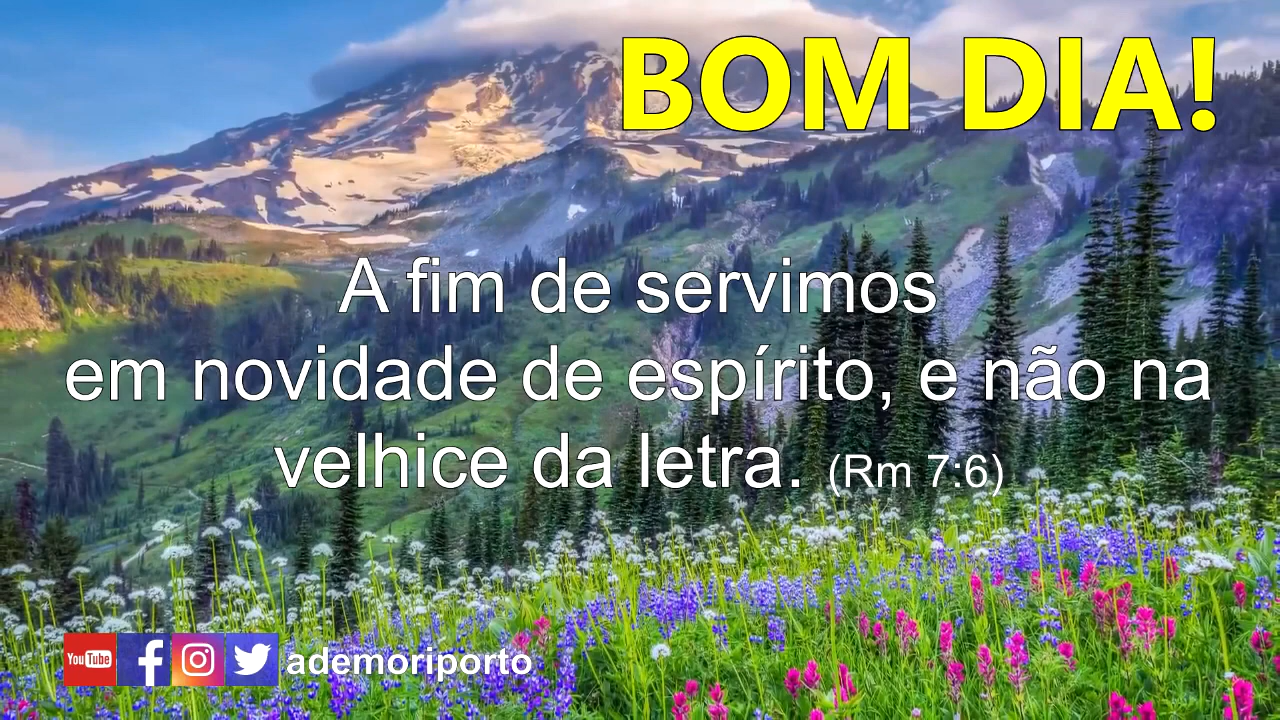 BOM DIA!
A fim de servimos
em novidade de espírito, e não na
velhice da letra. (Rm 7:6)
YouTube
ademoriporto